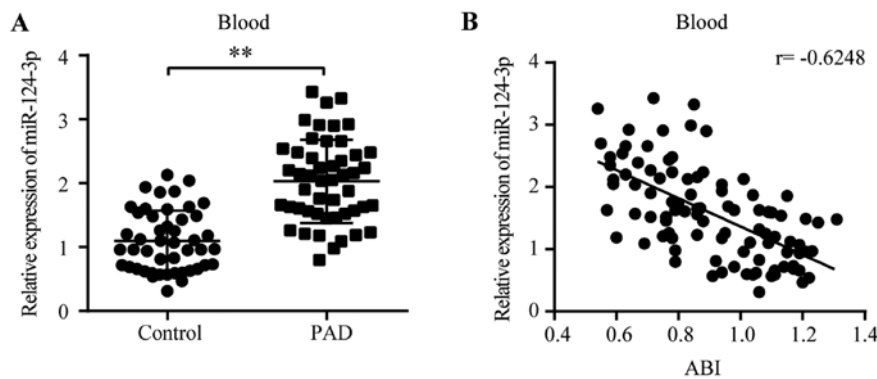 A
Blood
Relative expression of miR-124-3p
4
3
2
1
0
**
Control
PAD
B
Blood
r= -0.6248
Relative expression of miR-124-3p
4
3
2
1
0
0.4
0.6
0.8
1.0
1.2
1.4
ABI